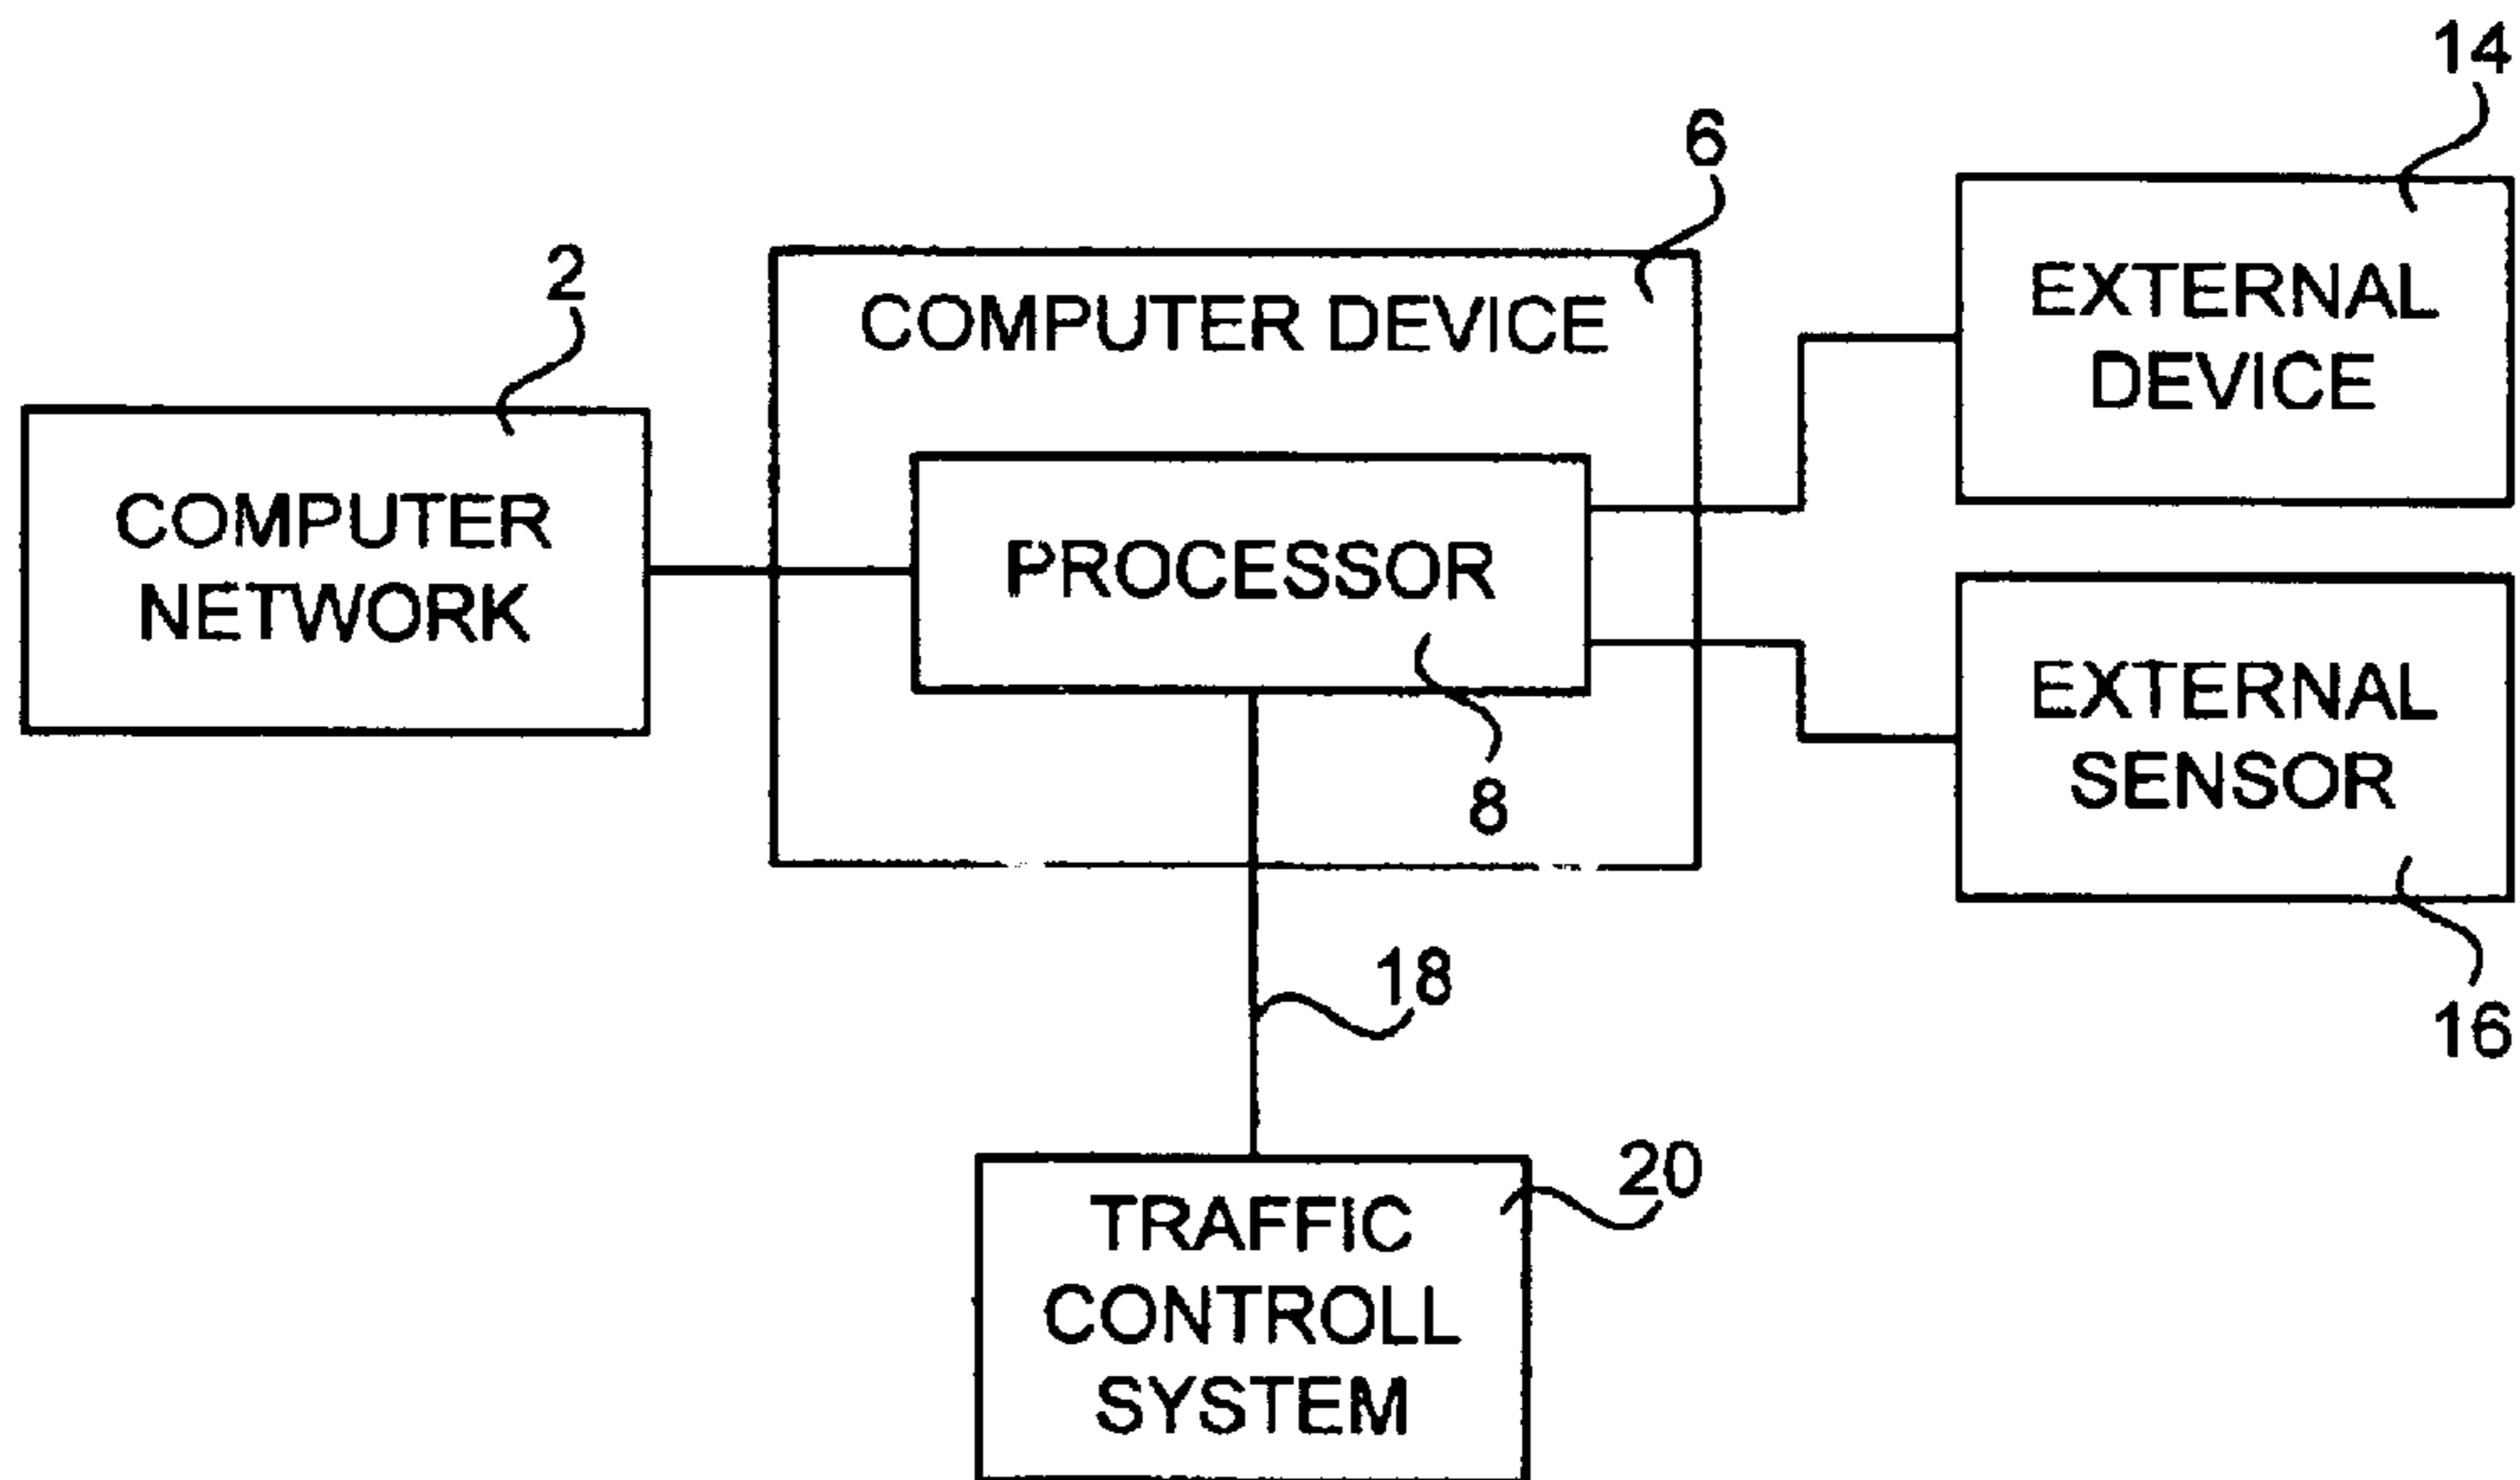 14
6
2
COMPUTER DEVICE
EXTERNAL
DEVICE
COMPUTER
NETWORK
PROCESSOR
8
EXTERNAL
SENSOR
18
16
20
TRAFFIC
CONTROLL
SYSTEM